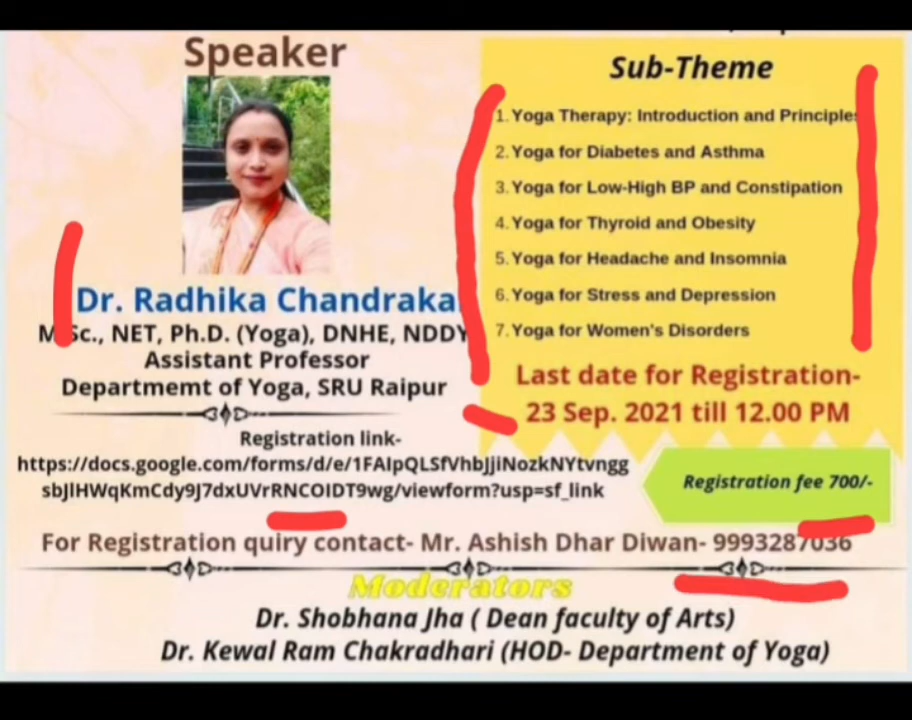 Speaker
Dr. Radhika Chandraka
M.Sc., NET, Ph.D. (Yoga), DNHE, NDDY
Assistant Professor
Departmemt of Yoga, SRU Raipur
Sub-Theme
1. Yoga Therapy: Introduction and Principles
2. Yoga for Diabetes and Asthma
3. Yoga for Low-High BP and Constipation
4. Yoga for Thyroid and Obesity
5. Yoga for Headache and Insomnia
6. Yoga for Stress and Depression
7. Yoga for Women's Disorders
Last date for Registration-
23 Sep. 2021 till 12.00 PM
Registration link-
https://docs.google.com/forms/d/e/1FAIpQLSfVhbJjiNozkNYtvngg
sbJlHWqKmCdy9J7dxUVrRNCOIDT9wg/viewform?usp=sf_link
Registration fee 700/-
For Registration quiry contact- Mr. Ashish Dhar Diwan- 9993287036
Moderators
Dr. Shobhana Jha ( Dean faculty of Arts)
Dr. Kewal Ram Chakradhari (HOD- Department of Yoga)